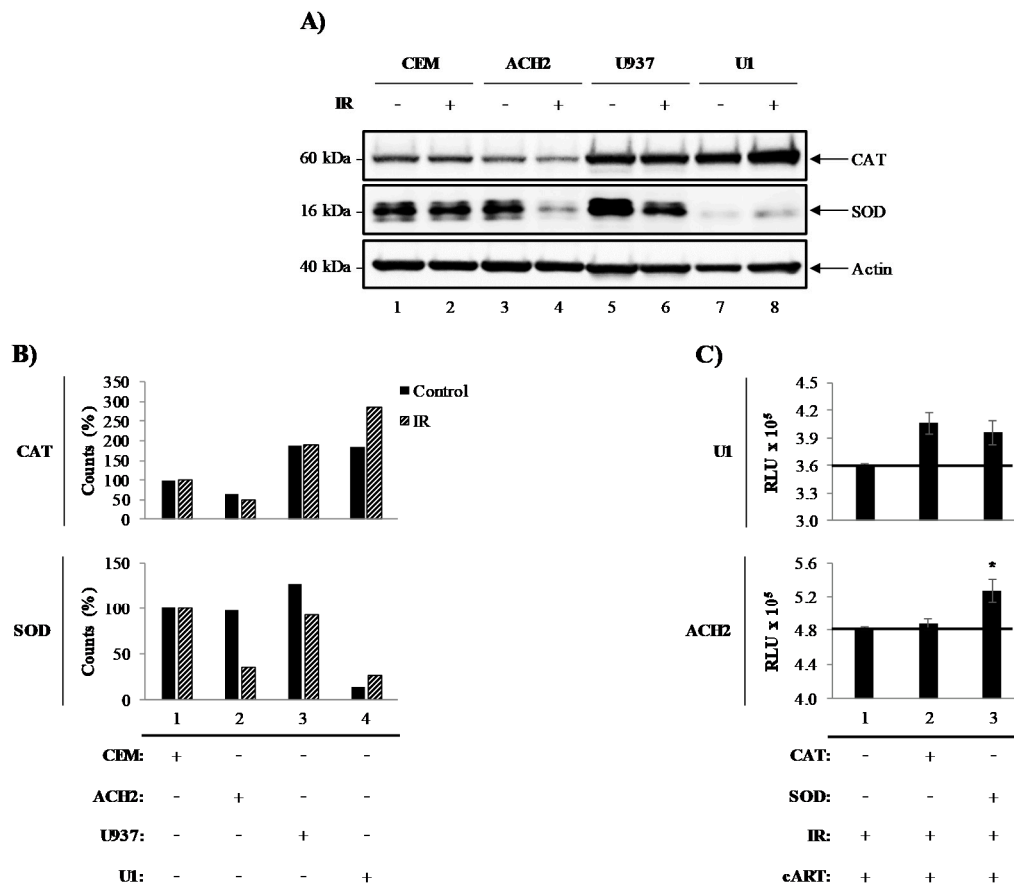 A)
CEM ACH2 U937 U1
IR - + - + - + - +
60 kDa CAT
16 kDa SOD
40 kDa Actin
1 2 3 4 5 6 7 8
B)
CAT
Counts (%)
350
300
250
200
150
100
50
0
Control
IR
SOD
Counts (%)
150
100
50
0
1 2 3 4
CEM: + - - -
ACH2: - + - -
U937: - - + -
U1: - - - +
C)
U1
RLU x 10⁵
4.5
4.2
3.9
3.6
3.3
3.0
ACH2
RLU x 10⁵
5.6
5.2
4.8
4.4
4.0
*
1 2 3
CAT: - + -
SOD: - - +
IR: + + +
cART: + + +